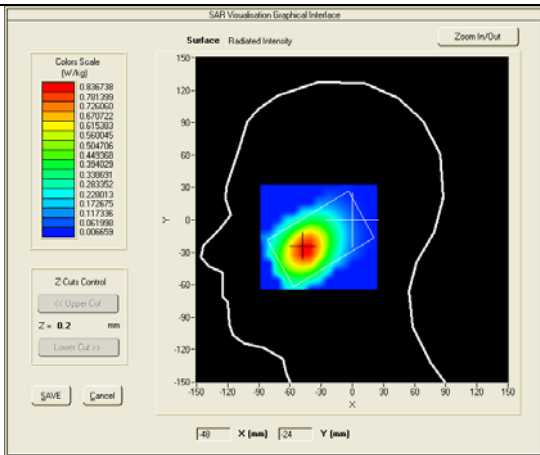 SAR Visualisation Graphical Interface
Surface Radiated Intensity
Zoom In/Out
Colors Scale
(W/kg)
0.836738
0.781399
0.726060
0.670722
0.615383
0.560045
0.504706
0.449368
0.394029
0.338691
0.283352
0.228013
0.172675
0.117336
0.061998
0.006659
150
120
90
60
30
0
-30
-60
-90
-120
-150
Y
-150 -120 -90 -60 -30 0 30 60 90 120 150
X
Z Cuts Control
<< Upper Cut
Z = 0.2 mm
Lower Cut >>
SAVE Cancel
-48 X (mm) -24 Y (mm)